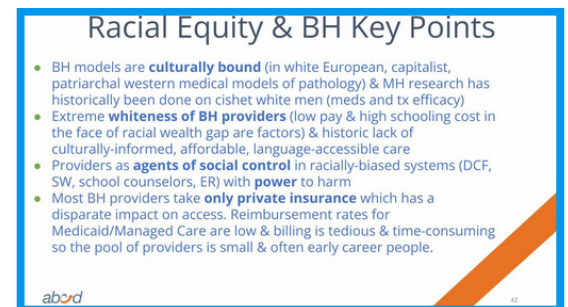 Racial Equity & BH Key Points
● BH models are culturally bound (in white European, capitalist,
patriarchal western medical models of pathology) & MH research has
historically been done on cishet white men (meds and tx efficacy)
● Extreme whiteness of BH providers (low pay & high schooling cost in
the face of racial wealth gap are factors) & historic lack of
culturally-informed, affordable, language-accessible care
● Providers as agents of social control in racially-biased systems (DCF,
SW, school counselors, ER) with power to harm
● Most BH providers take only private insurance which has a
disparate impact on access. Reimbursement rates for
Medicaid/Managed Care are low & billing is tedious & time-consuming
so the pool of providers is small & often early career people.
42